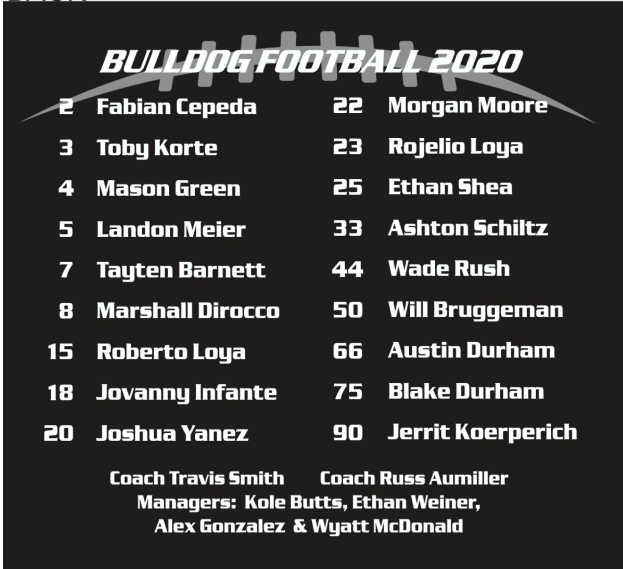 BULLDOG FOOTBALL 2020
2 Fabian Cepeda
3 Toby Korte
4 Mason Green
5 Landon Meier
7 Tayten Barnett
8 Marshall Dirocco
15 Roberto Loya
18 Jovanny Infante
20 Joshua Yanez
22 Morgan Moore
23 Rojelio Loya
25 Ethan Shea
33 Ashton Schiltz
44 Wade Rush
50 Will Bruggeman
66 Austin Durham
75 Blake Durham
90 Jerrit Koerperich
Coach Travis Smith Coach Russ Aumiller
Managers: Kole Butts, Ethan Weiner,
Alex Gonzalez & Wyatt McDonald